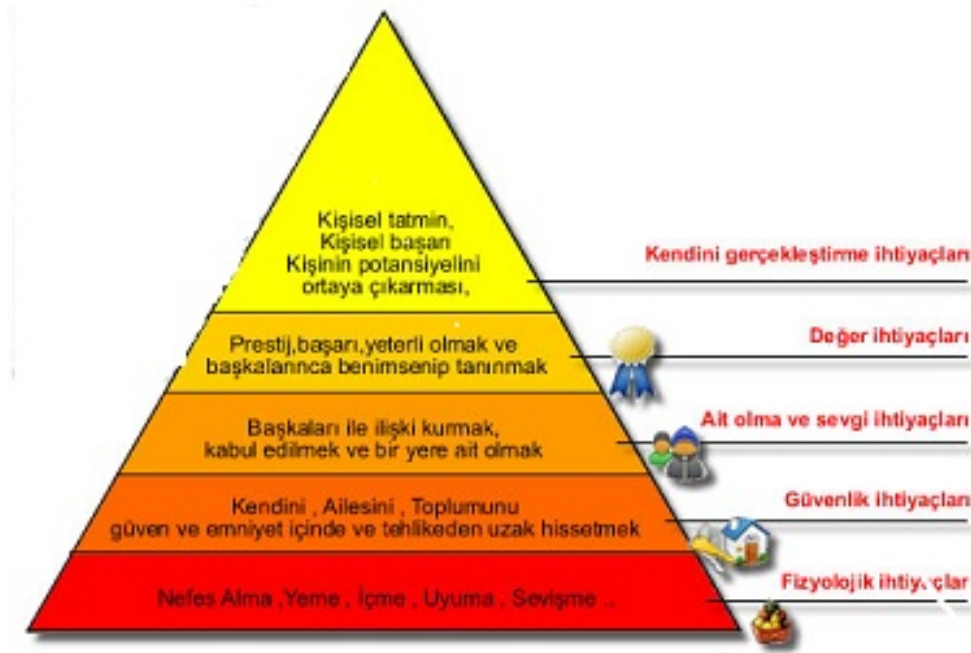 Kişisel tatmin,
Kişisel başarı
Kişinin potansiyelini
ortaya çıkarması,
Kendini gerçekleştirme ihtiyaçları
Prestij,başarı,yeterli olmak ve
başkalarınca benimsenip tanınmak
Değer ihtiyaçları
Başkaları ile ilişki kurmak,
kabul edilmek ve bir yere ait olmak
Ait olma ve sevgi ihtiyaçları
Kendini , Ailesini , Toplumunu
güven ve emniyet içinde ve tehlikeden uzak hissetmek
Güvenlik ihtiyaçları
Nefes Alma ,Yeme , İçme , Uyuma , Sevişme ..
Fizyolojik ihtiyaçlar